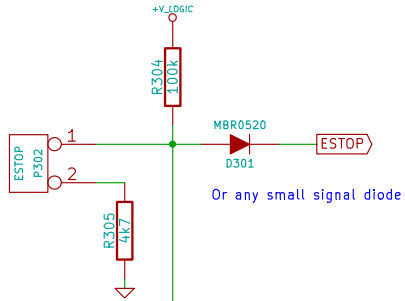 +V_LOGIC
R304
100k
MBR0520
D301
ESTOP
ESTOP
P302
1
2
Or any small signal diode
R305
4k7